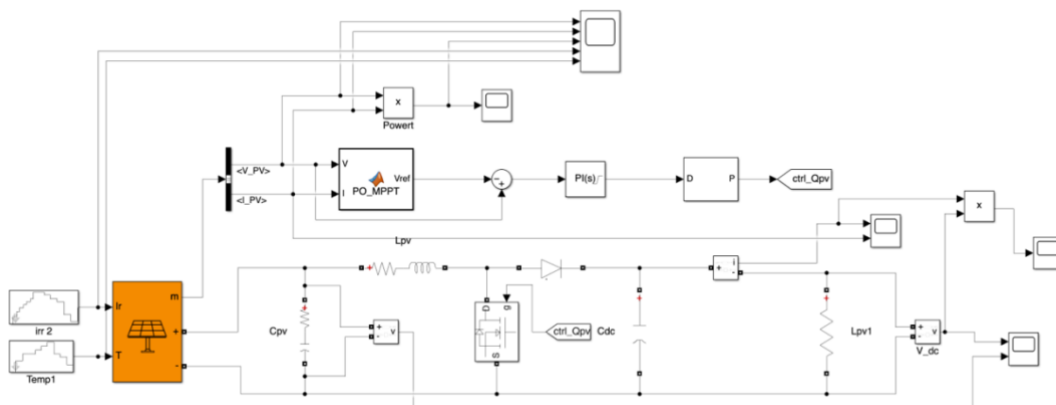 x
Powert
<V_PV>
<I_PV>
V
I
Vref
PO_MPPT
PI(s)
D
P
ctrl_Qpv
x
Lpv
i
m
Ir
T
irr 2
Temp1
Cpv
v
D
g
S
ctrl_Qpv
Cdc
Lpv1
v
V_dc